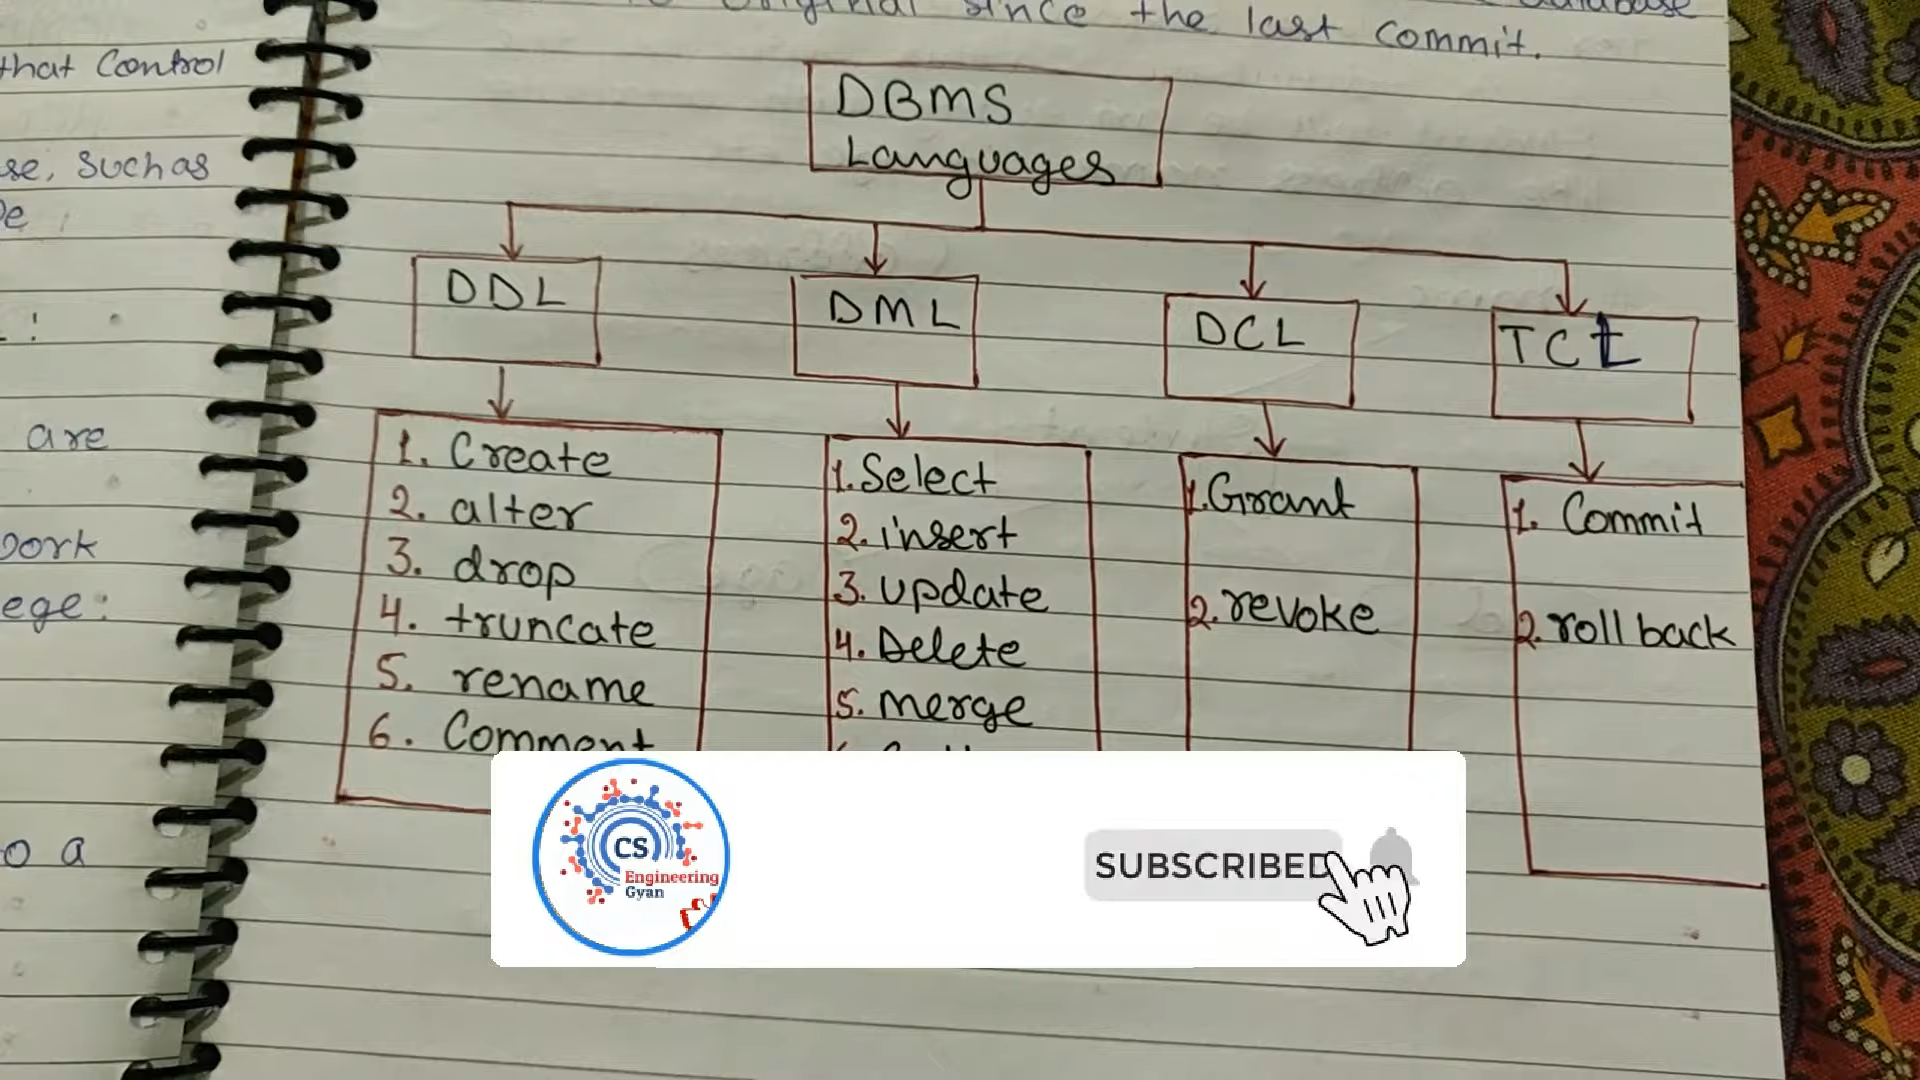 original since the last commit.
that Control
DBMS
Languages
se, such as
DDL
DML
DCL
TCL
are
1. Create
2. alter
3. drop
4. truncate
5. rename
6. Comment
1. Select
2. insert
3. update
4. Delete
5. merge
1. Grant
2. revoke
1. Commit
2. roll back
ege:
o a
CS
Engineering
Gyan
SUBSCRIBED